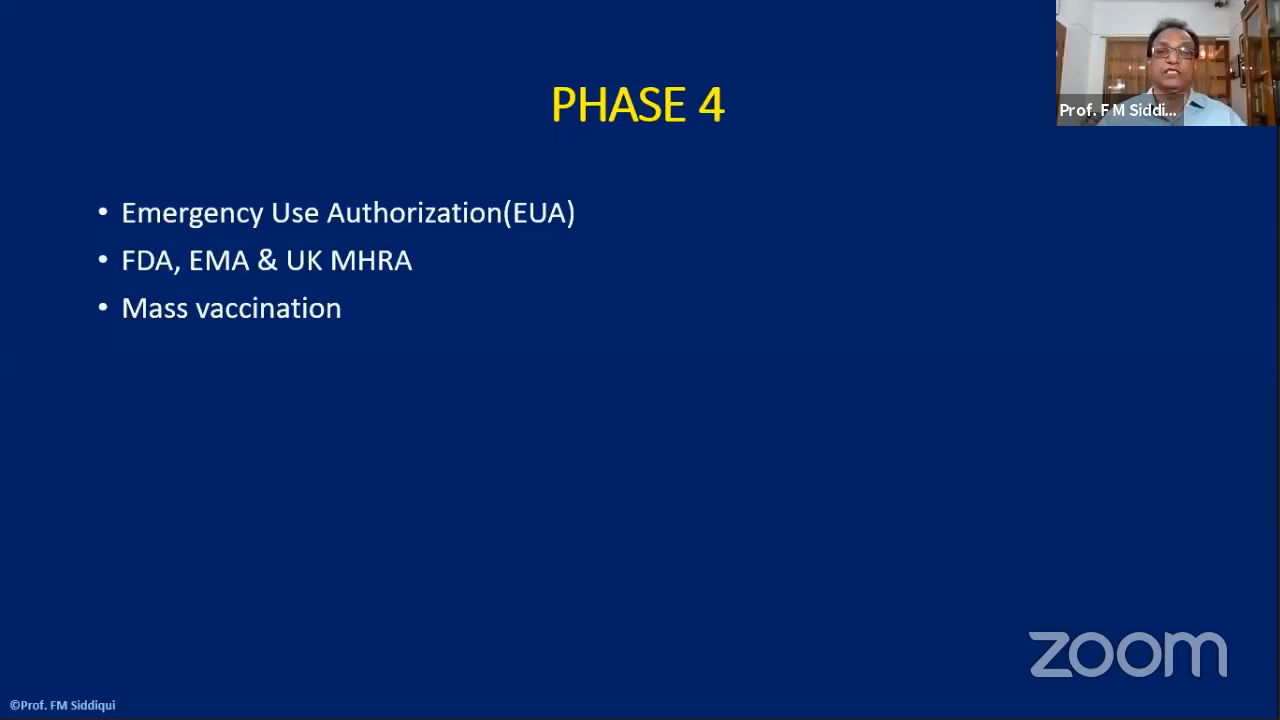 PHASE 4
Prof. F M Siddi...
• Emergency Use Authorization(EUA)
• FDA, EMA & UK MHRA
• Mass vaccination
zoom
©Prof. FM Siddiqui